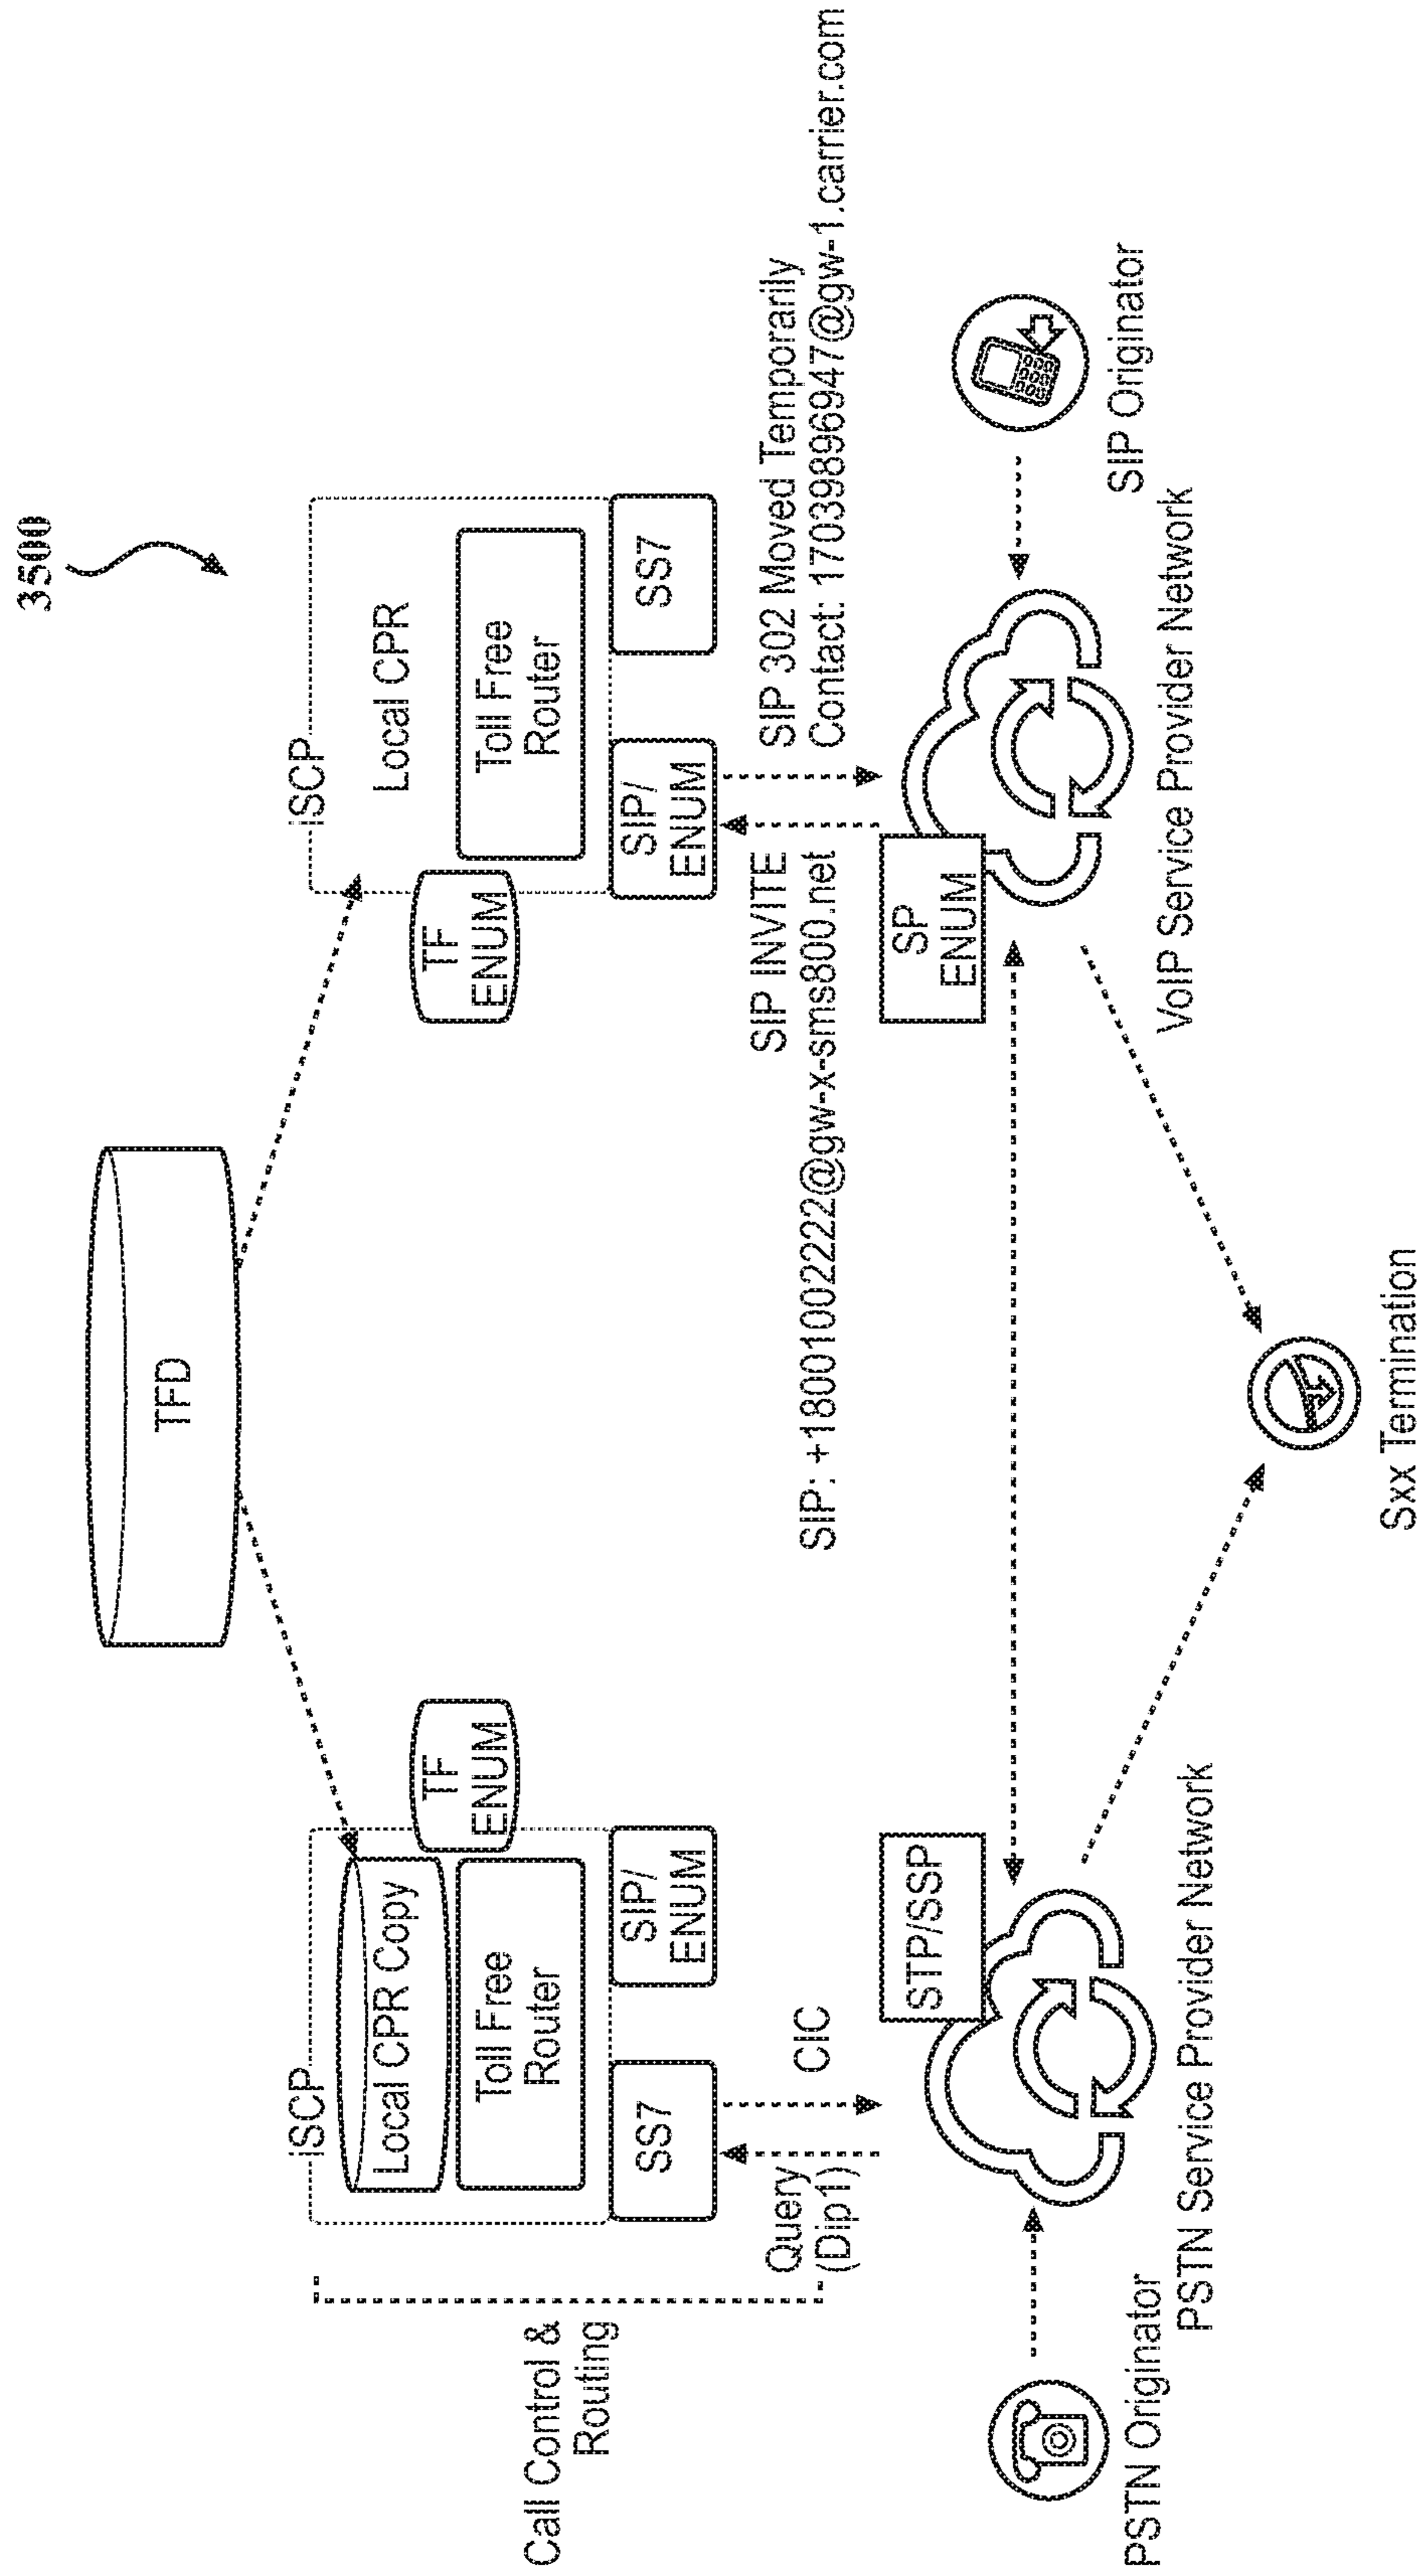 3500
TFD
iSCP
Local CPR Copy
Toll Free
Router
TF
ENUM
SS7
SIP/
ENUM
Call Control &
Routing
Query
(Dip1)
CIC
STP/SSP
PSTN Originator
PSTN Service Provider Network
iSCP
Local CPR
Toll Free
Router
TF
ENUM
SIP/
ENUM
SS7
SIP INVITE
SIP: +18001002222@gw-x-sms800.net
SIP 302 Moved Temporarily
Contact: 17039896947@gw-1.carrier.com
SP
ENUM
VoIP Service Provider Network
SIP Originator
Sxx Termination